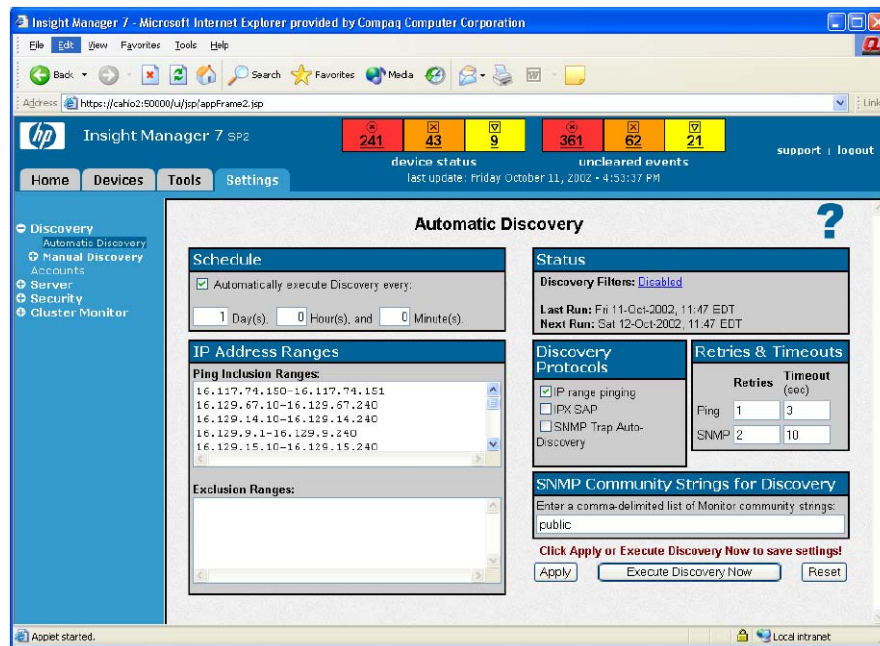 Insight Manager 7 - Microsoft Internet Explorer provided by Compaq Computer Corporation
File Edit View Favorites Tools Help
Back Search Favorites Media
Address https://cahio2:50000/ui/jsp/appFrame2.jsp Link
hp Insight Manager 7 SP2
241 43 9 361 62 21
device status uncleared events
last update: Friday October 11, 2002 - 4:53:37 PM
support | logout
Home Devices Tools Settings
Discovery
Automatic Discovery
Manual Discovery
Accounts
Server
Security
Cluster Monitor
Automatic Discovery
?
Schedule
Automatically execute Discovery every:
1 Day(s), 0 Hour(s), and 0 Minute(s).
IP Address Ranges
Ping Inclusion Ranges:
16.117.74.150-16.117.74.151
16.129.67.10-16.129.67.240
16.129.14.10-16.129.14.240
16.129.9.1-16.129.9.240
16.129.15.10-16.129.15.240
Exclusion Ranges:
Status
Discovery Filters: Disabled
Last Run: Fri 11-Oct-2002, 11:47 EDT
Next Run: Sat 12-Oct-2002, 11:47 EDT
Discovery
Protocols
IP range pinging
IPX SAP
SNMP Trap Auto-
Discovery
Retries & Timeouts
Retries Timeout
(sec)
Ping 1 3
SNMP 2 10
SNMP Community Strings for Discovery
Enter a comma-delimited list of Monitor community strings:
public
Click Apply or Execute Discovery Now to save settings!
Apply Execute Discovery Now Reset
Applet started. Local intranet